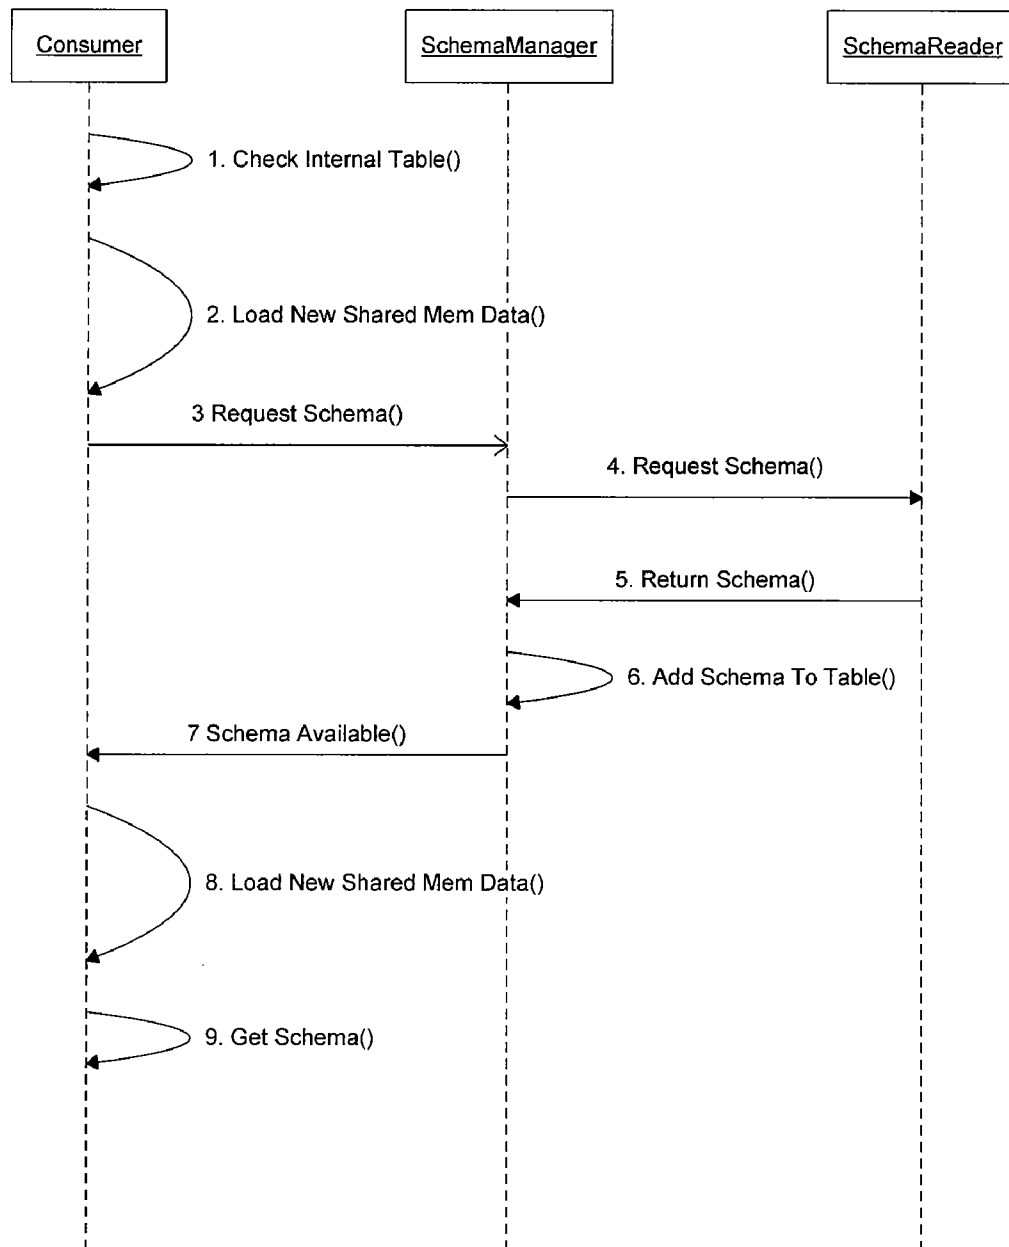 Consumer
SchemaManager
SchemaReader
1. Check Internal Table()
2. Load New Shared Mem Data()
3 Request Schema()
4. Request Schema()
5. Return Schema()
6. Add Schema To Table()
7 Schema Available()
8. Load New Shared Mem Data()
9. Get Schema()